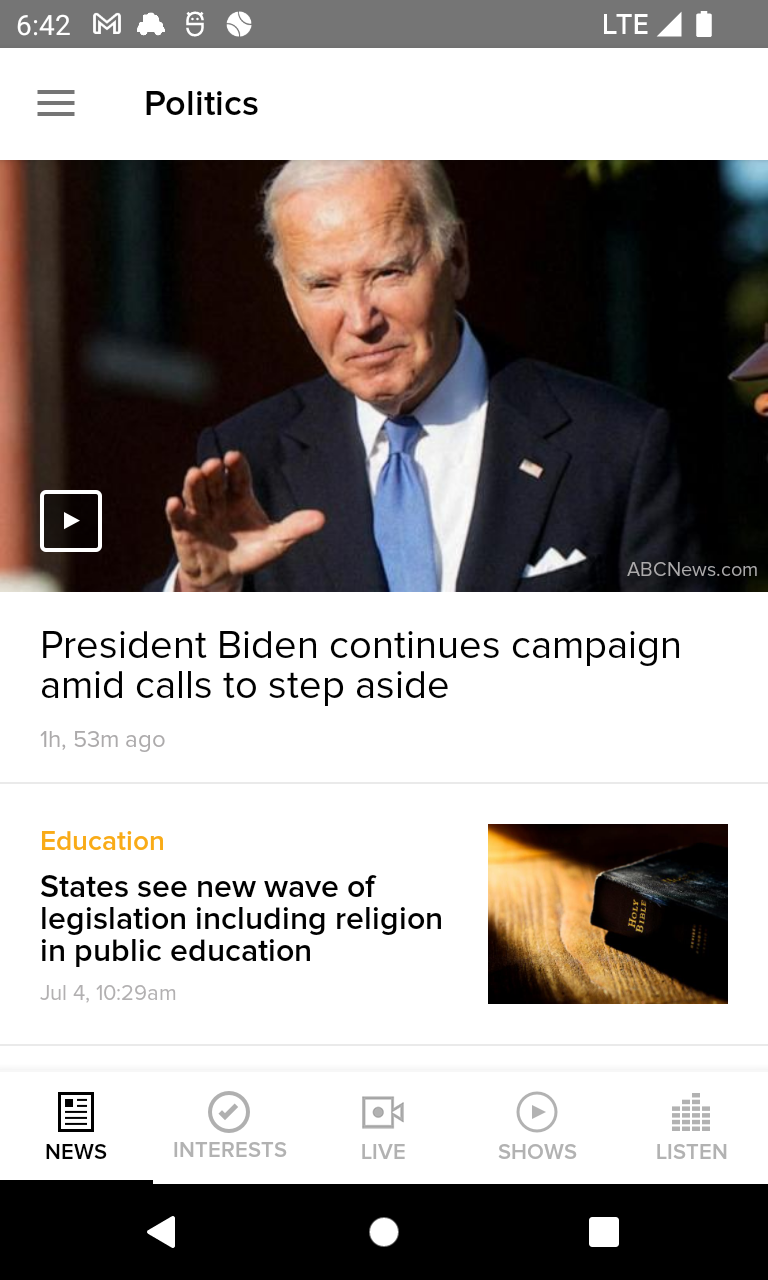 6:42
LTE
Politics
ABCNews.com
President Biden continues campaign
amid calls to step aside
1h, 53m ago
Education
States see new wave of
legislation including religion
in public education
Jul 4, 10:29am
HOLY
BIBLE
NEWS
INTERESTS
LIVE
SHOWS
LISTEN